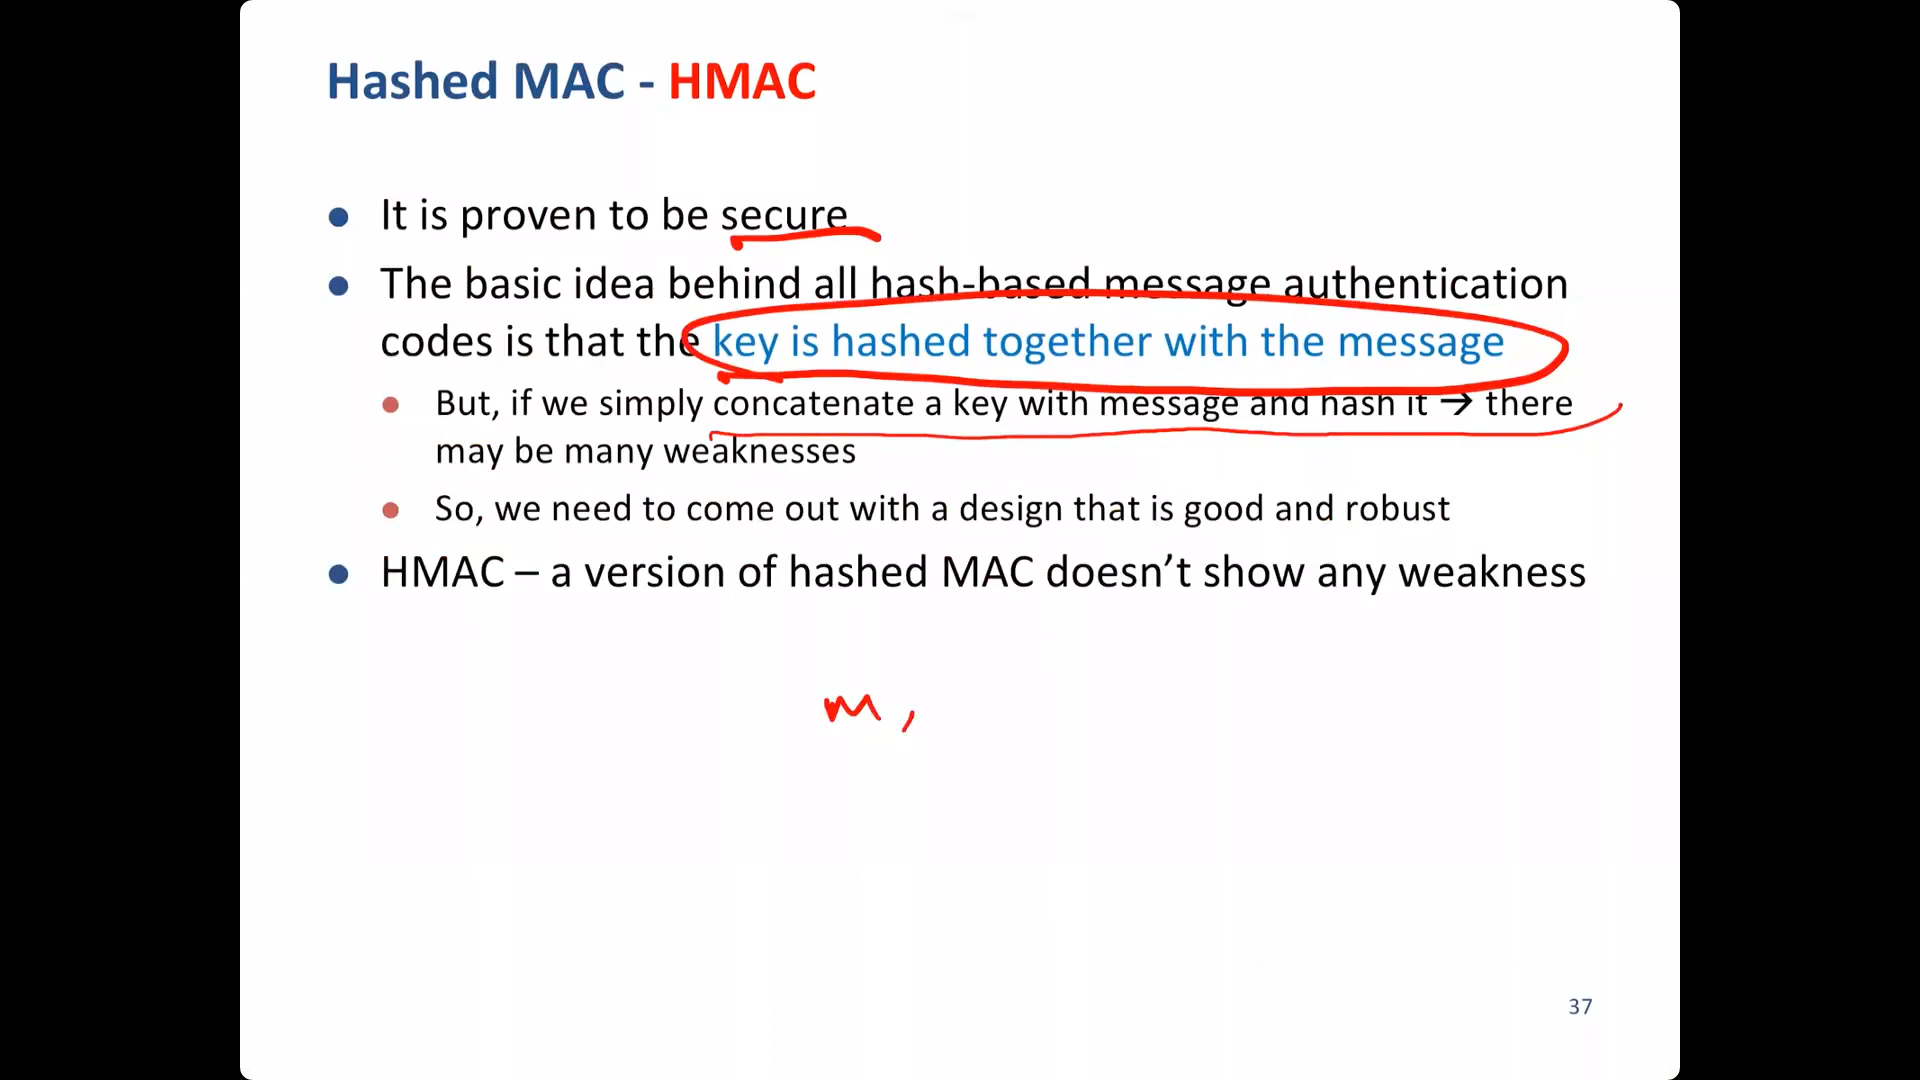 Hashed MAC - HMAC
● It is proven to be secure
● The basic idea behind all hash-based message authentication
codes is that the key is hashed together with the message
● But, if we simply concatenate a key with message and hash it → there
may be many weaknesses
● So, we need to come out with a design that is good and robust
● HMAC – a version of hashed MAC doesn’t show any weakness
m ,
37